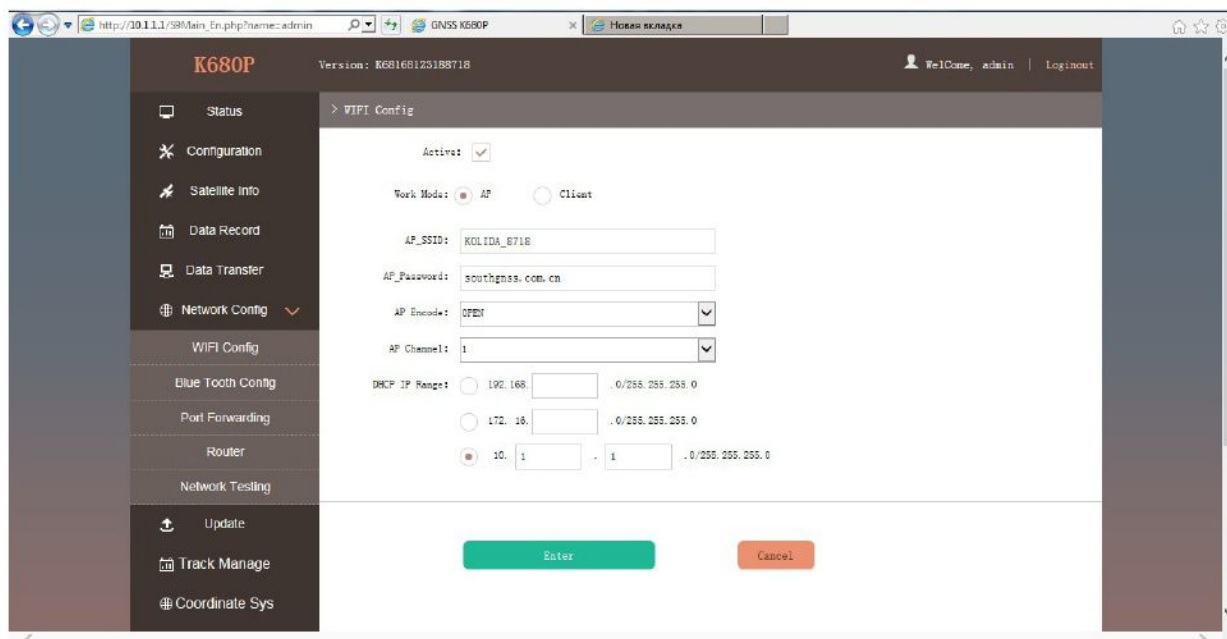 http://10.1.1.1/S9Main_En.php?name=admin
GNSS K680P
Новая вкладка
K680P
Version: K68168123188718
WelCome, admin | Loginout
Status
Configuration
Satellite Info
Data Record
Data Transfer
Network Config
WIFI Config
Blue Tooth Config
Port Forwarding
Router
Network Testing
Update
Track Manage
Coordinate Sys
> WIFI Config
Active:
Work Mode: AP Client
AP_SSID: KOLIDA_8718
AP_Password: southgnss.com.cn
AP Encode: OPEN
AP Channel: 1
DHCP IP Range: 192.168. .0/255.255.255.0
172. 16. .0/255.255.255.0
10. 1 . 1 .0/255.255.255.0
Enter
Cancel